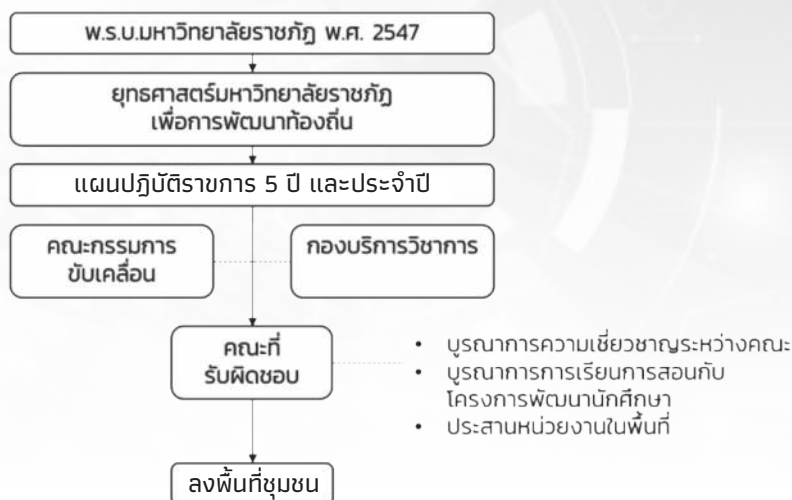 พ.ร.บ.มหาวิทยาลัยราชภัฏ พ.ศ. 2547
ยุทธศาสตร์มหาวิทยาลัยราชภัฏ
เพื่อการพัฒนาท้องถิ่น
แผนปฏิบัติราชการ 5 ปี และประจำปี
คณะกรรมการ
ขับเคลื่อน
กองบริการวิชาการ
คณะที่
รับผิดชอบ
• บูรณาการความเชี่ยวชาญระหว่างคณะ
• บูรณาการการเรียนการสอนกับ
โครงการพัฒนานักศึกษา
• ประสานหน่วยงานในพื้นที่
ลงพื้นที่ชุมชน